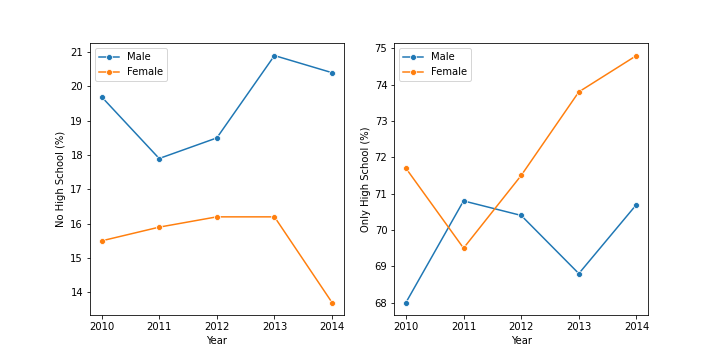 Male
Female
21
20
19
18
17
16
15
14
No High School (%)
2010 2011 2012 2013 2014
Year
Male
Female
75
74
73
72
71
70
69
68
Only High School (%)
2010 2011 2012 2013 2014
Year